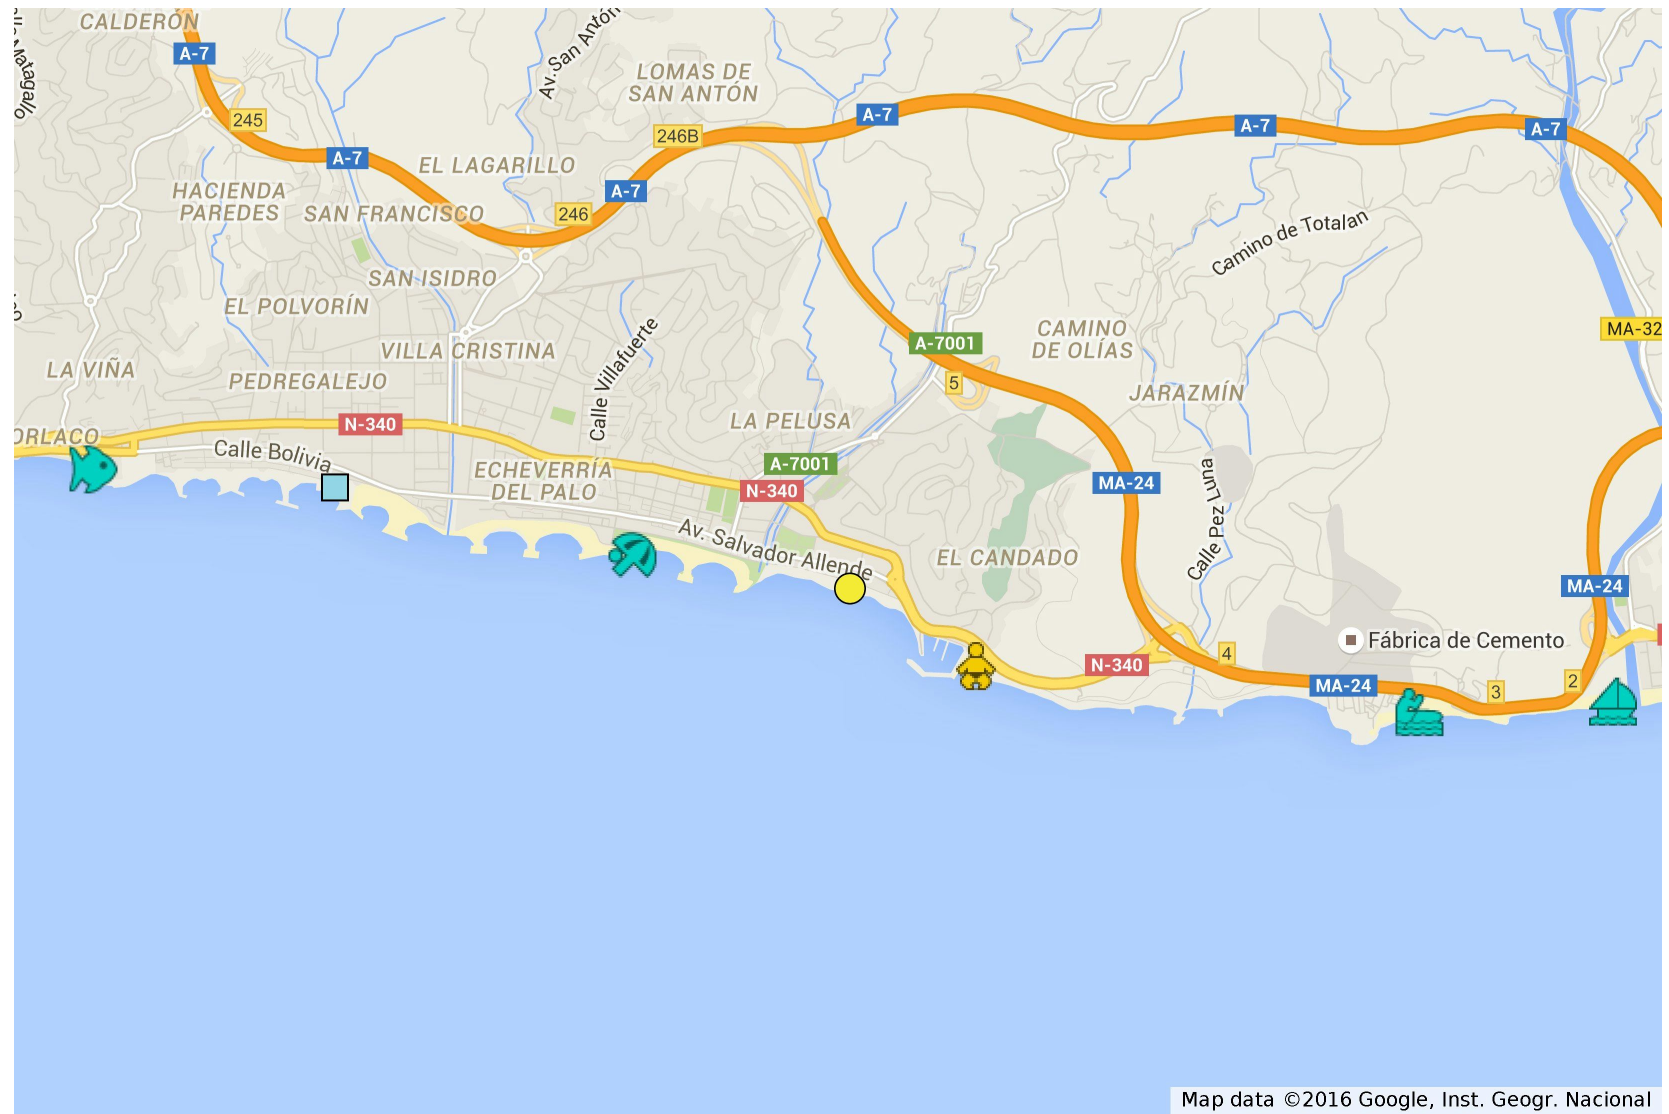 CALDERÓN
A-7
Av. San Antón
LOMAS DE
SAN ANTÓN
245
246B
A-7
A-7
A-7
A-7
EL LAGARILLO
A-7
HACIENDA
PAREDES
SAN FRANCISCO
246
Camino de Totalan
SAN ISIDRO
EL POLVORÍN
MA-32
CAMINO
DE OLÍAS
A-7001
VILLA CRISTINA
Calle Villafuerte
LA VIÑA
PEDREGALEJO
5
JARAZMÍN
N-340
LA PELUSA
ORLACO
Calle Bolivia
ECHEVERRÍA
DEL PALO
A-7001
N-340
MA-24
Calle Pez Luna
Av. Salvador Allende
EL CANDADO
MA-24
Fábrica de Cemento
4
N-340
MA-24
3
2
Map data ©2016 Google, Inst. Geogr. Nacional